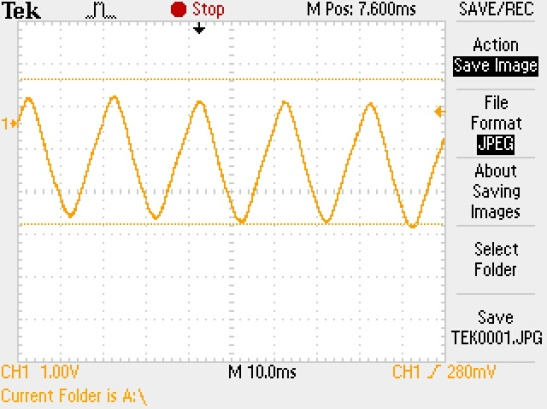 Tek Stop M Pos: 7.600ms SAVE/REC
Action
Save Image
File
Format
JPEG
About
Saving
Images
Select
Folder
Save
TEK0001.JPG
1
CH1 1.00V M 10.0ms CH1 280mV
Current Folder is A:\